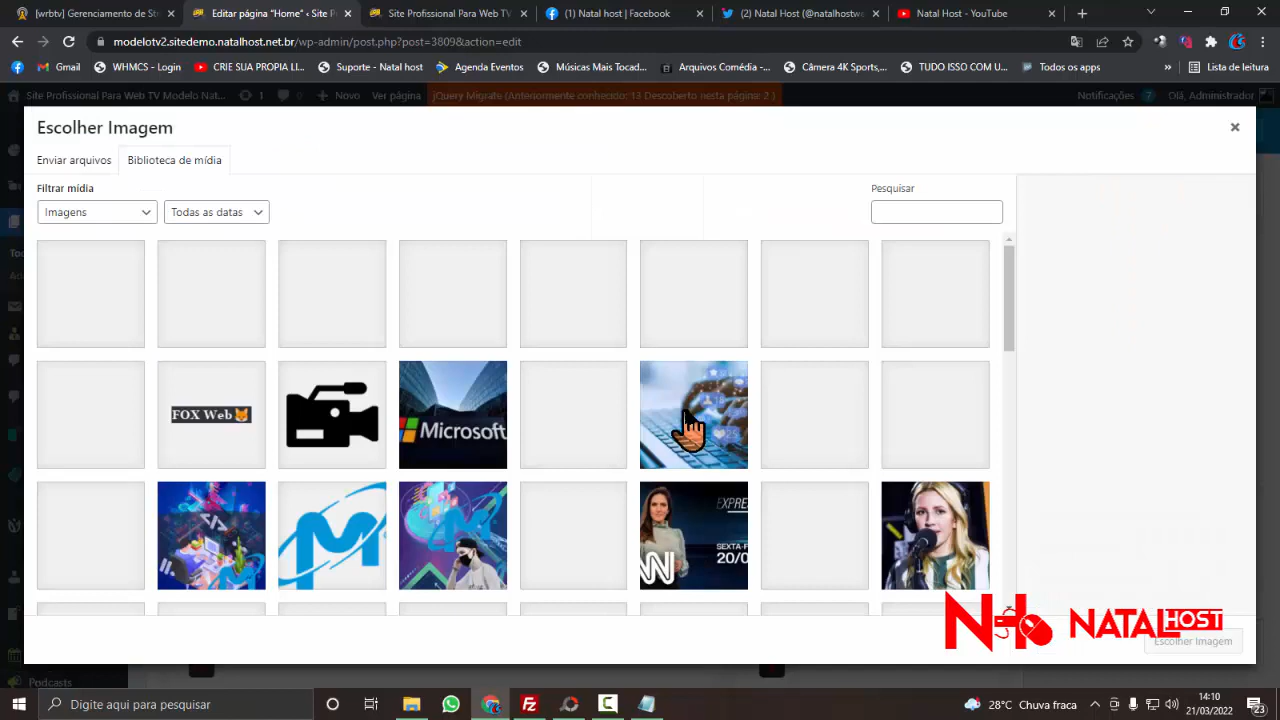 (wrbtv) Gerenciamento de Str
Editar página “Home” ‹ Site P
Site Profissional Para Web TV
(1) Natal host | Facebook
(2) Natal Host (@natalhostwe
Natal Host - YouTube
modelotv2.sitedemo.natalhost.net.br/wp-admin/post.php?post=3809&action=edit
Gmail
WHMCS - Login
CRIE SUA PROPIA LI...
Suporte - Natal host
Agenda Eventos
Músicas Mais Tocad...
Arquivos Comédia,...
Câmera 4K Sports,...
TUDO ISSO COM U...
Todos os apps
»
Lista de leitura
Site Profissional Para Web TV Modelo Nat...
1
0
Novo
Ver página
jQuery Migrate (Anteriormente conhecido: 13 Descoberto nesta página: 2 )
Notificações
7
Olá, Administrador
Escolher Imagem
Enviar arquivos
Biblioteca de mídia
Filtrar mídia
Pesquisar
Imagens
Todas as datas
FOX Web
Microsoft
EXPRE
SEXTA-F
20/0
NATAL HOST
Escolher Imagem
Podcasts
Digite aqui para pesquisar
28°C Chuva fraca
14:10
21/03/2022
23